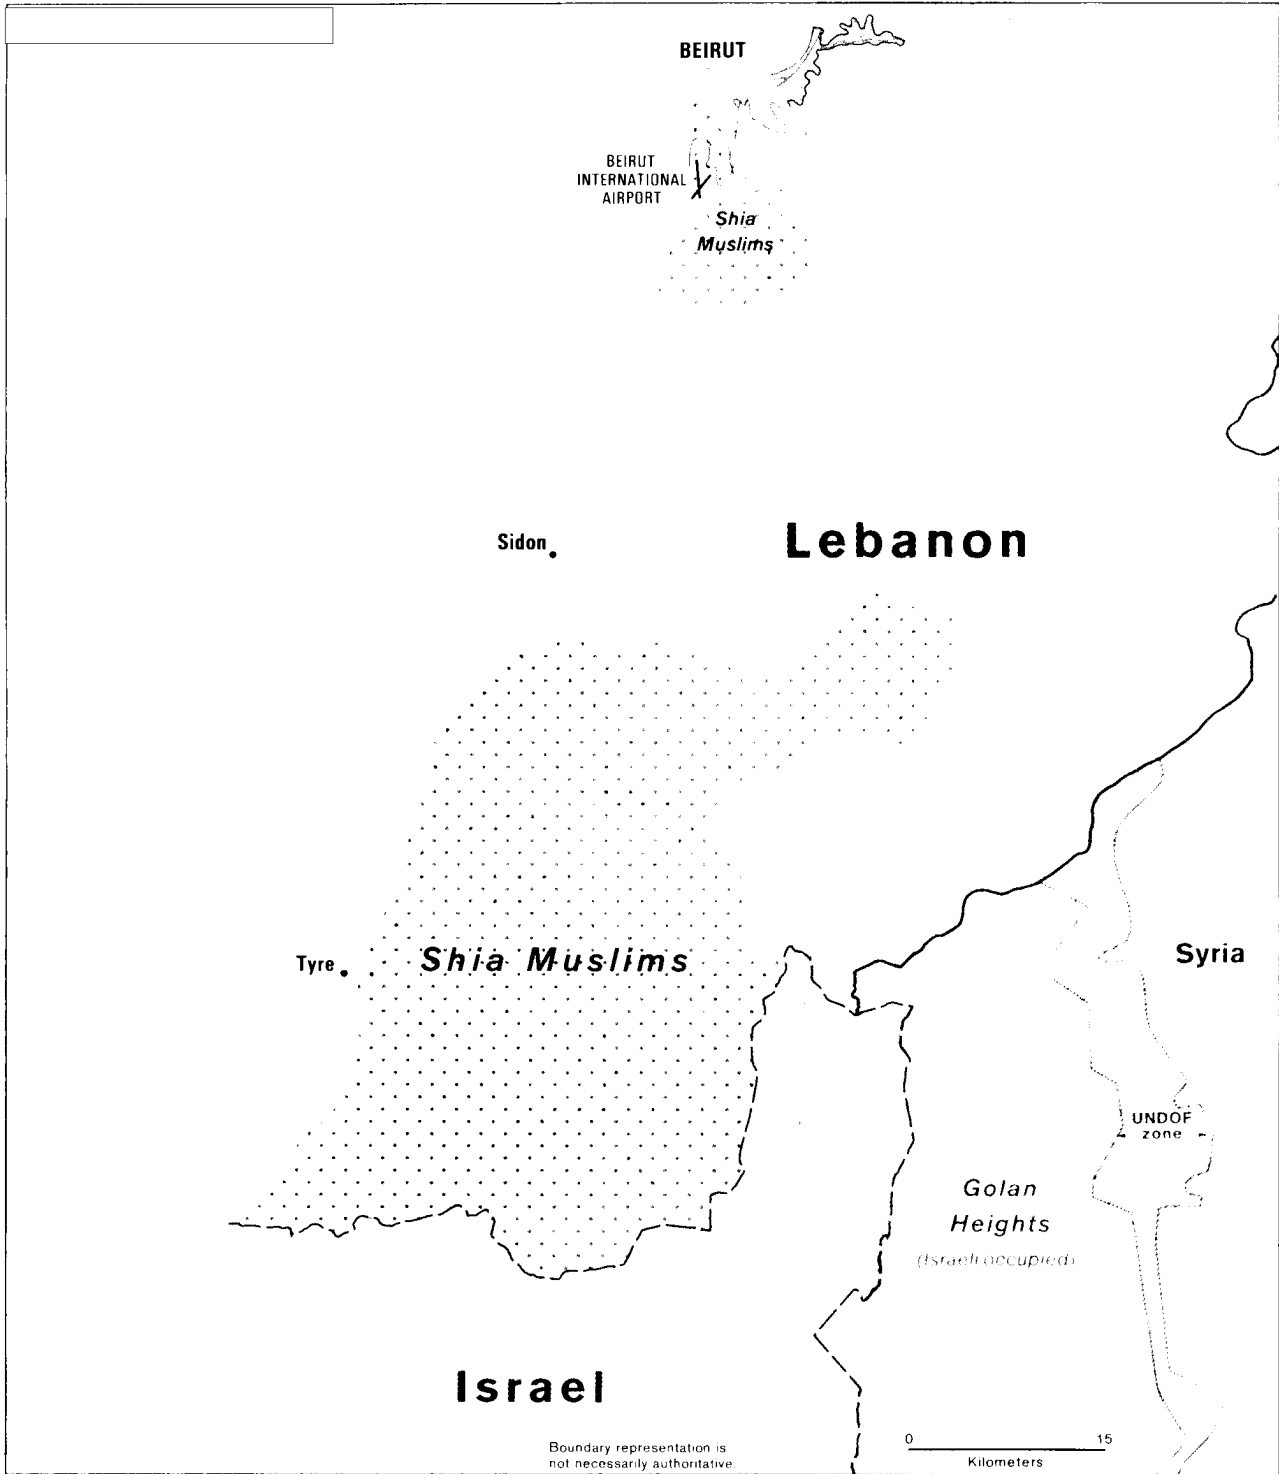 BEIRUT
BEIRUT
INTERNATIONAL
AIRPORT
Shia
Muslims
Sidon
Lebanon
Tyre
Shia Muslims
Syria
UNDOF
zone
Golan
Heights
(Israeli occupied)
Israel
Boundary representation is
not necessarily authoritative.
0 15
Kilometers